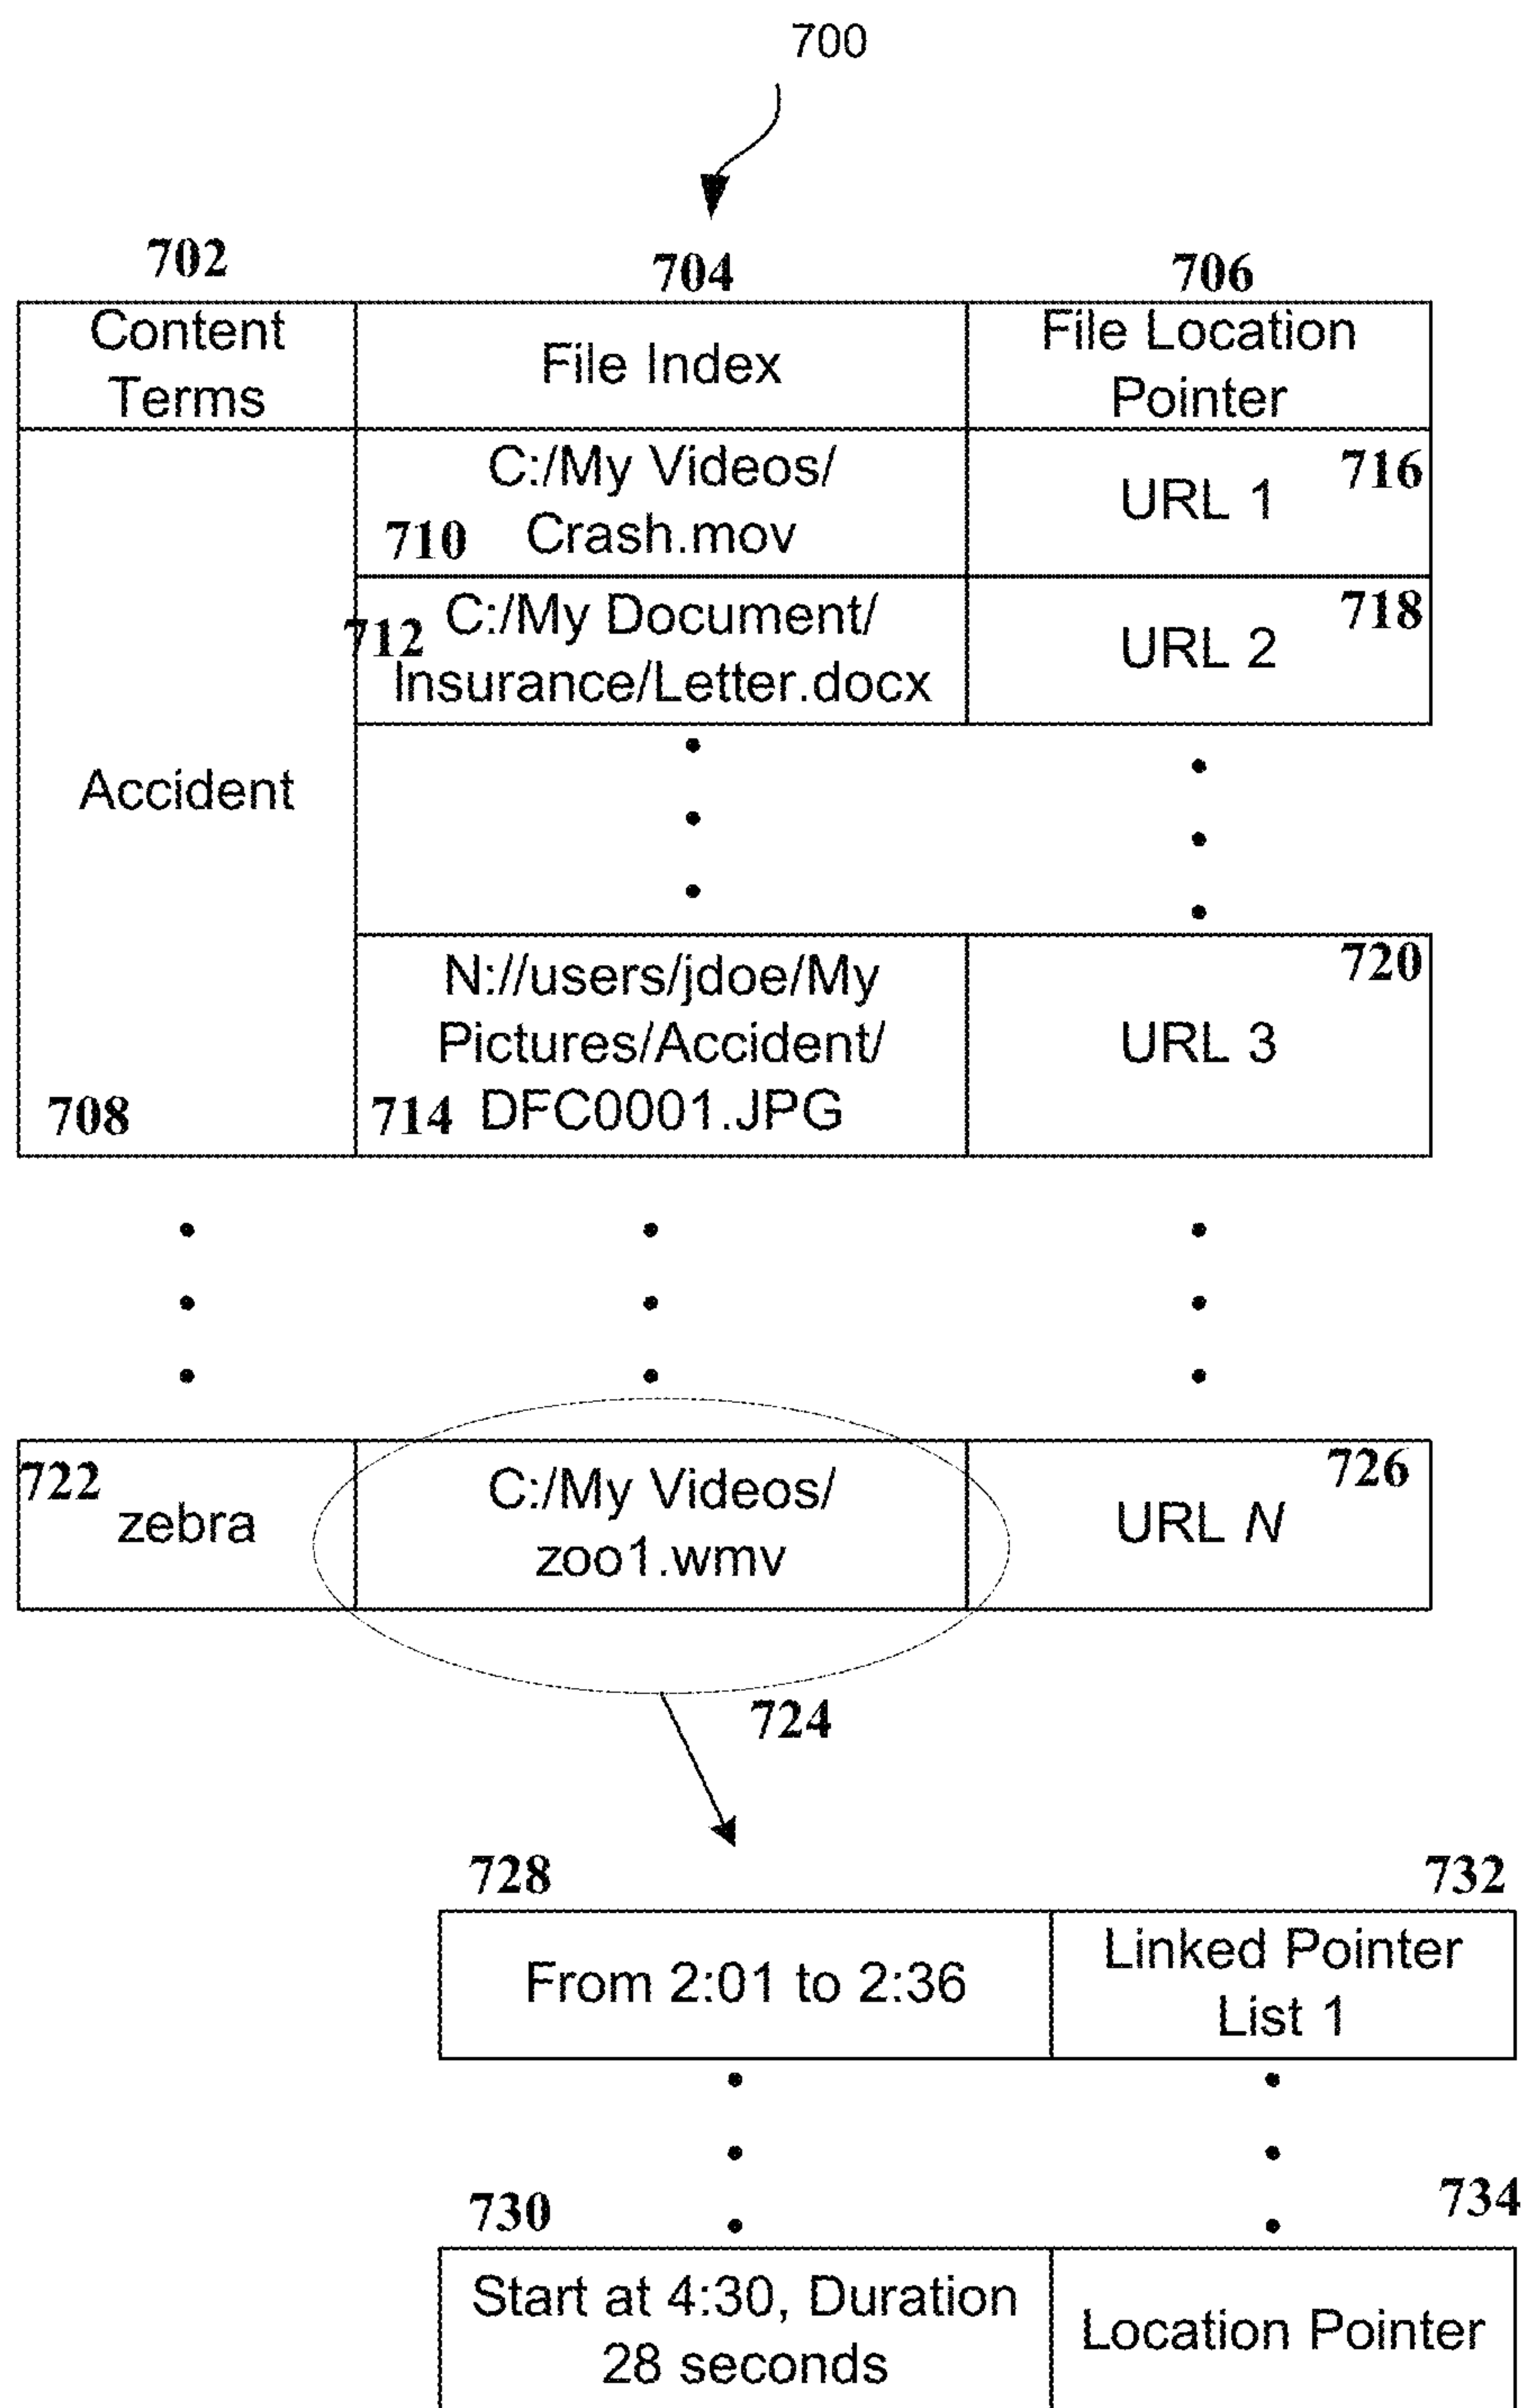 700
702
704
706
Content
Terms
File Index
File Location
Pointer
C:/My Videos/
Crash.mov
710
URL 1
716
C:/My Document/
Insurance/Letter.docx
712
URL 2
718
Accident
708
N://users/jdoe/My
Pictures/Accident/
DFC0001.JPG
714
URL 3
720
722
zebra
C:/My Videos/
zoo1.wmv
URL N
726
724
728
732
From 2:01 to 2:36
Linked Pointer
List 1
730
734
Start at 4:30, Duration
28 seconds
Location Pointer